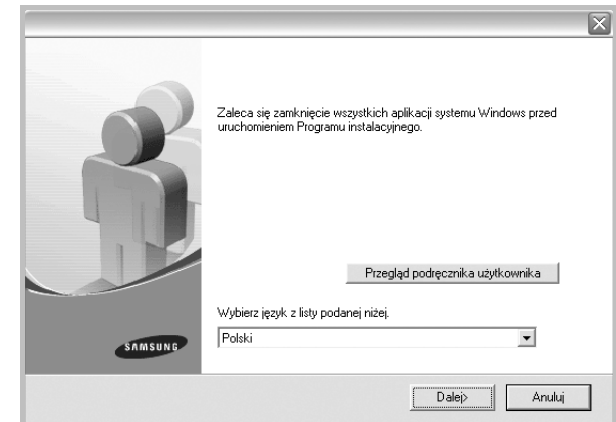 Zaleca się zamknięcie wszystkich aplikacji systemu Windows przed
uruchomieniem Programu instalacyjnego.
Przegląd podręcznika użytkownika
Wybierz język z listy podanej niżej.
Polski
SAMSUNG
Dalej>
Anuluj